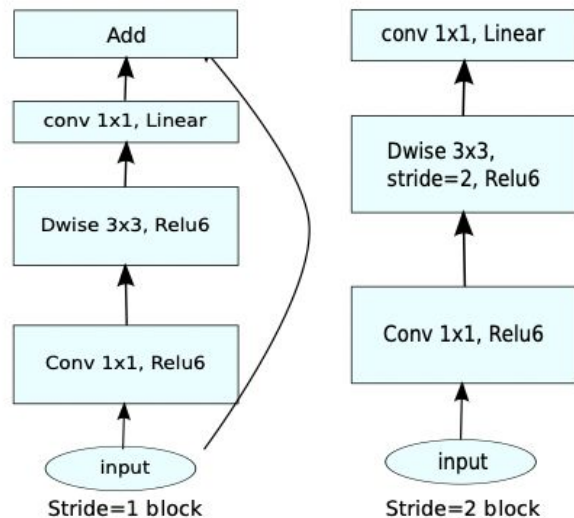 Add
conv 1x1, Linear
Dwise 3x3, Relu6
Conv 1x1, Relu6
input
Stride=1 block
conv 1x1, Linear
Dwise 3x3,
stride=2, Relu6
Conv 1x1, Relu6
input
Stride=2 block